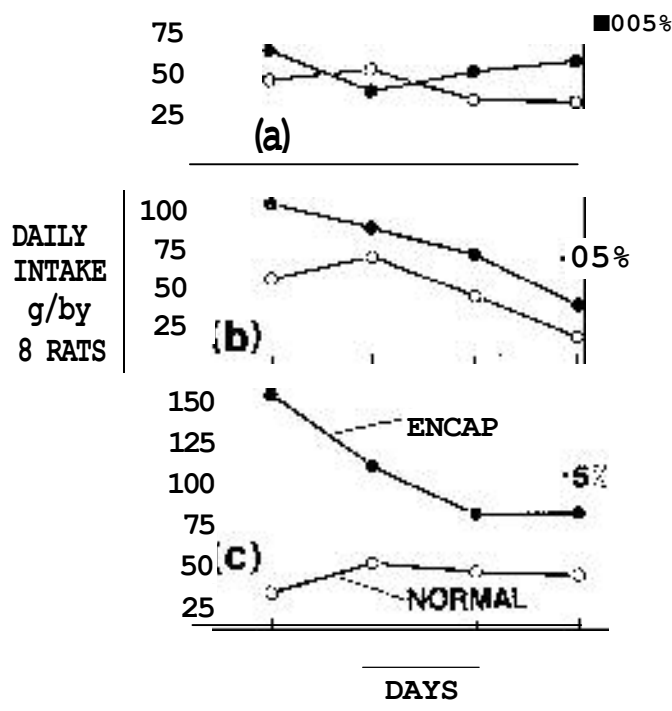 75
■005%
50
25
(a)
100
DAILY
75
INTAKE
·05%
50
g/by
25
8 RATS
(b)
150
ENCAP
125
100
·5%
75
50
(c)
NORMAL
25
DAYS